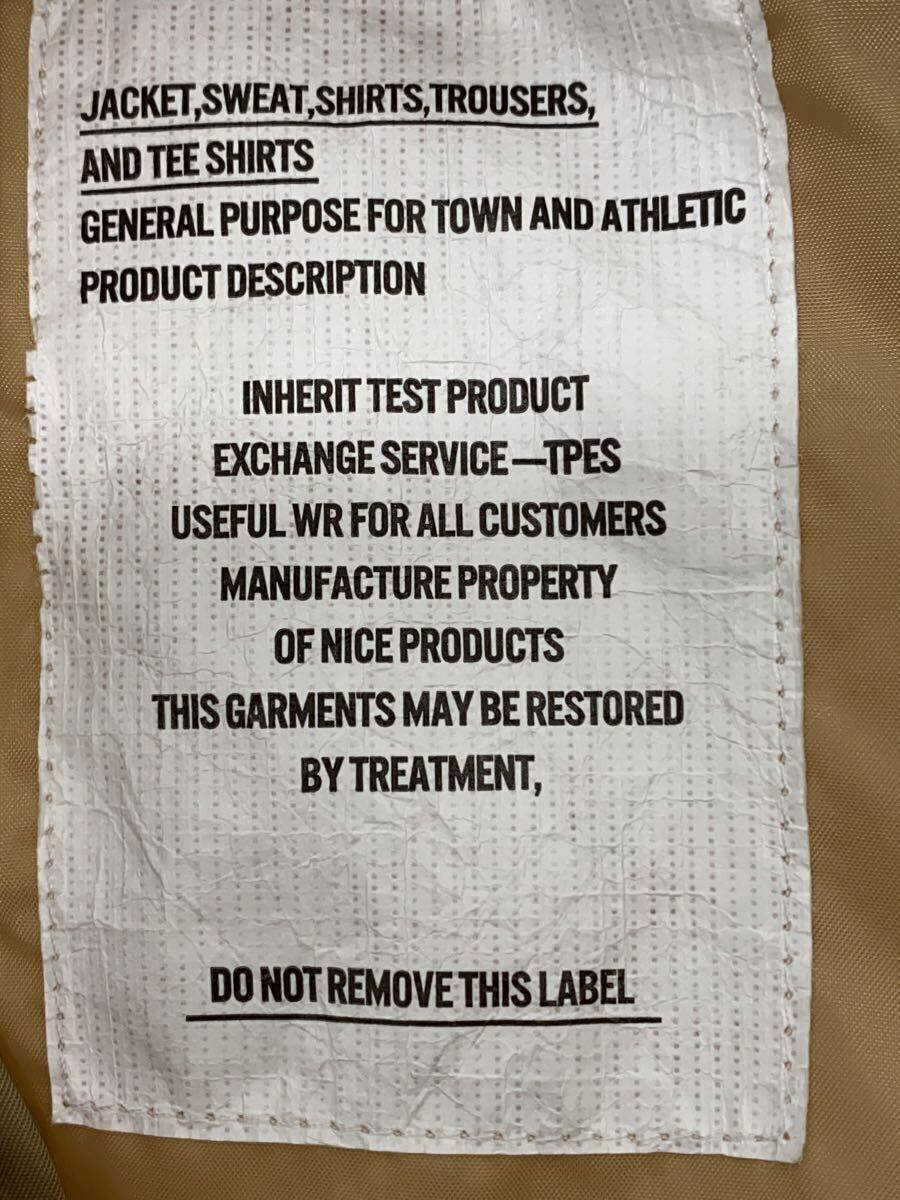 JACKET,SWEAT,SHIRTS,TROUSERS,
AND TEE SHIRTS
GENERAL PURPOSE FOR TOWN AND ATHLETIC
PRODUCT DESCRIPTION
INHERIT TEST PRODUCT
EXCHANGE SERVICE—TPES
USEFUL WR FOR ALL CUSTOMERS
MANUFACTURE PROPERTY
OF NICE PRODUCTS
THIS GARMENTS MAY BE RESTORED
BY TREATMENT,
DO NOT REMOVE THIS LABEL